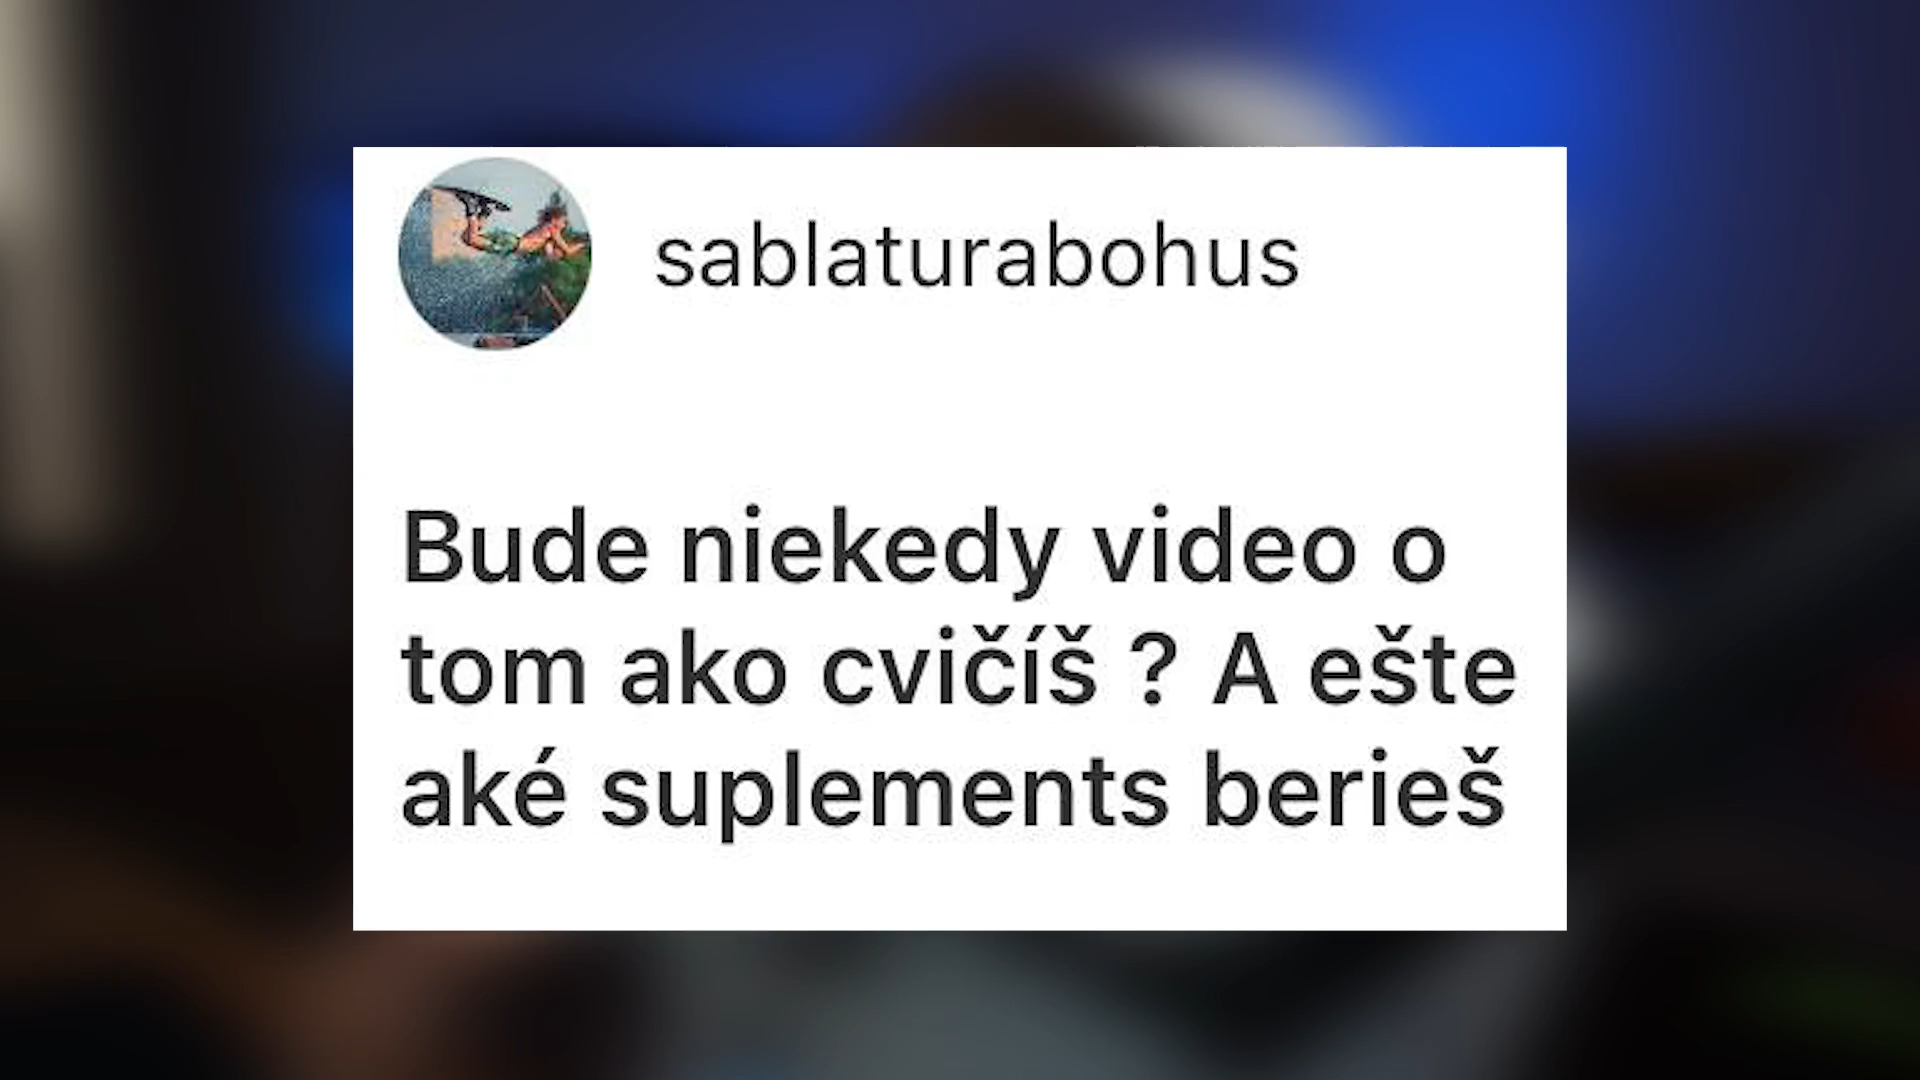 sablaturabohus
Bude niekedy video o
tom ako cvičíš ? A ešte
aké suplements berieš